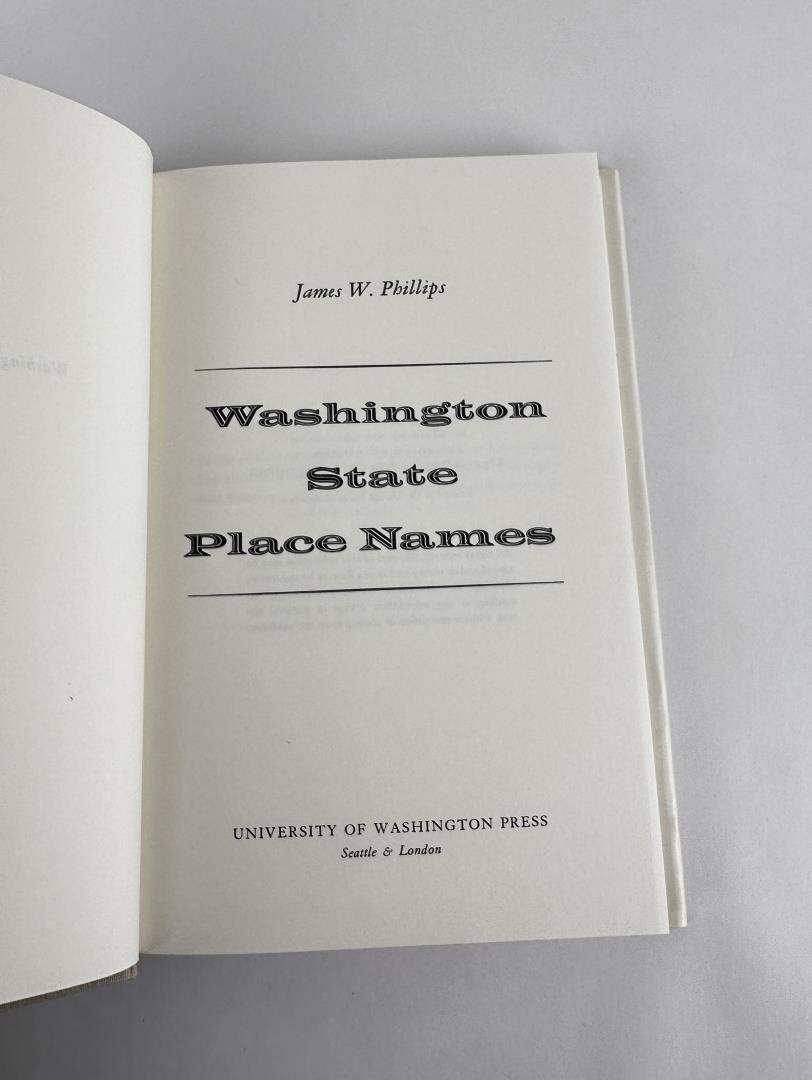 James W. Phillips
Washington
State
Place Names
UNIVERSITY OF WASHINGTON PRESS
Seattle & London